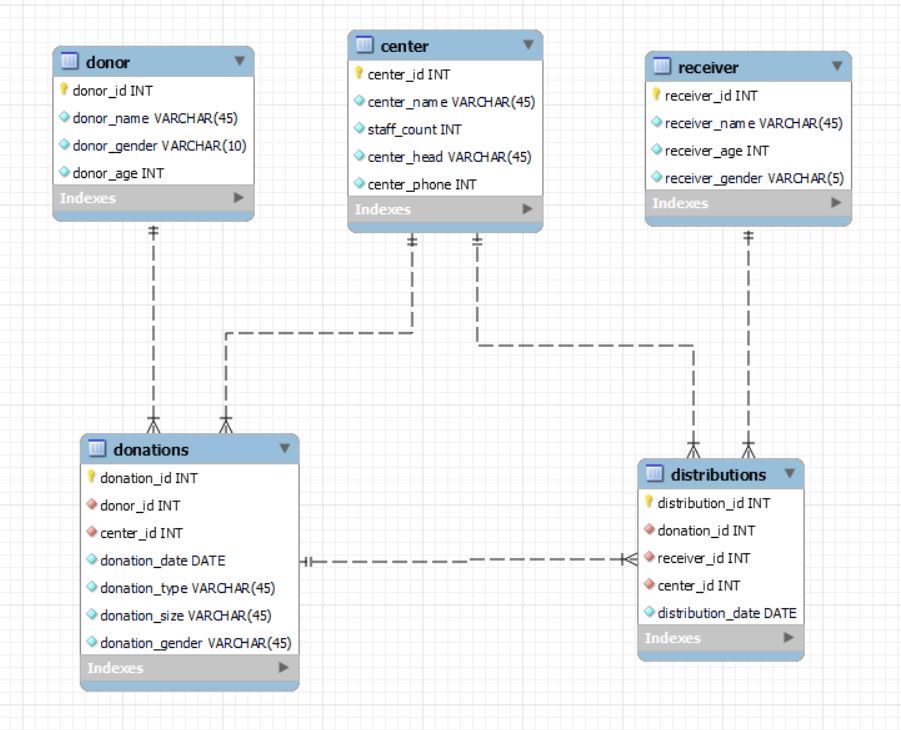 donor
donor_id INT
donor_name VARCHAR(45)
donor_gender VARCHAR(10)
donor_age INT
Indexes
center
center_id INT
center_name VARCHAR(45)
staff_count INT
center_head VARCHAR(45)
center_phone INT
Indexes
receiver
receiver_id INT
receiver_name VARCHAR(45)
receiver_age INT
receiver_gender VARCHAR(5)
Indexes
donations
donation_id INT
donor_id INT
center_id INT
donation_date DATE
donation_type VARCHAR(45)
donation_size VARCHAR(45)
donation_gender VARCHAR(45)
Indexes
distributions
distribution_id INT
donation_id INT
receiver_id INT
center_id INT
distribution_date DATE
Indexes